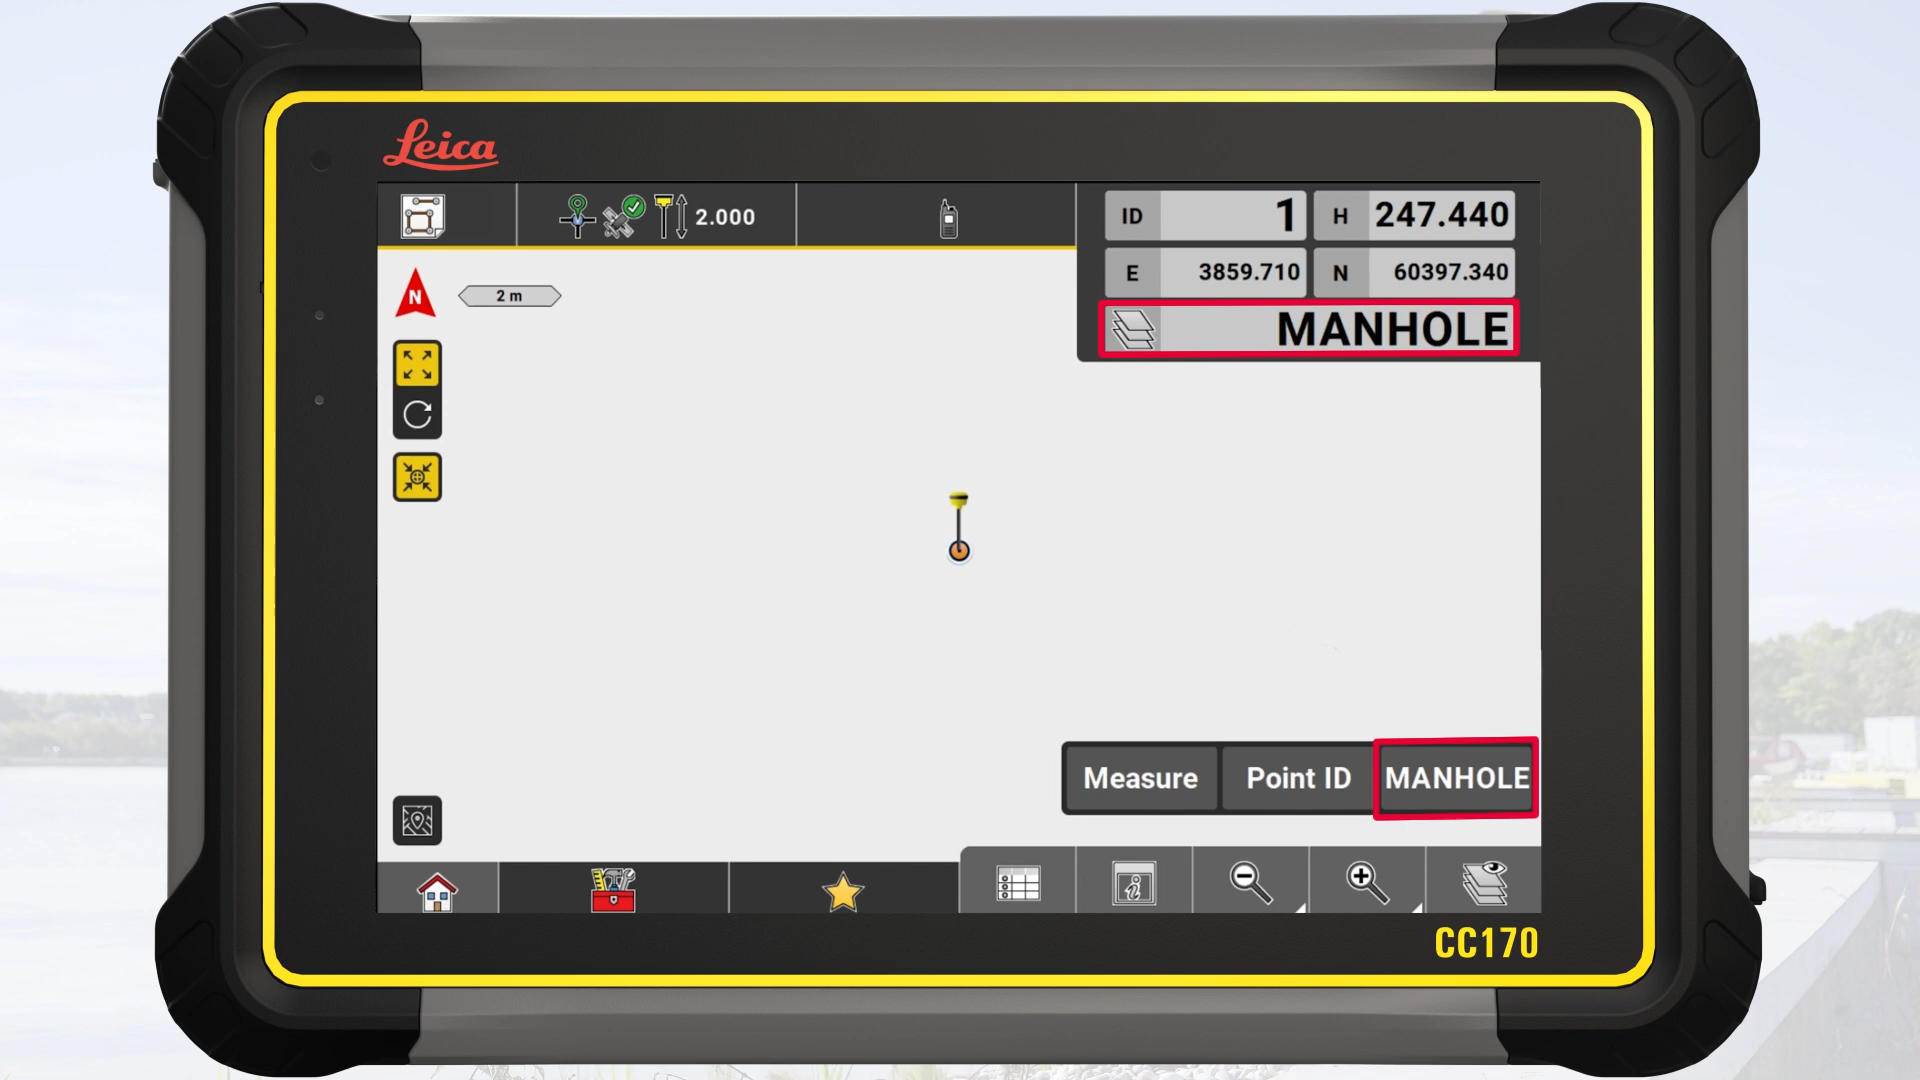 Leica
2.000
ID 1 H 247.440
E 3859.710 N 60397.340
MANHOLE
N 2 m
Measure Point ID MANHOLE
CC170